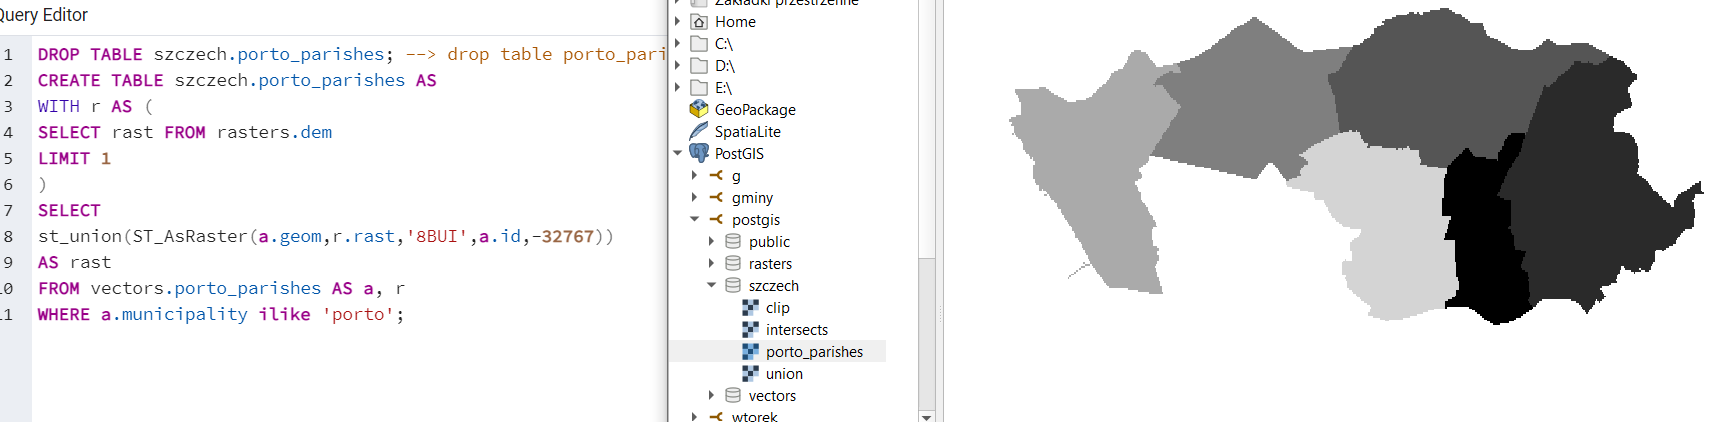 Query Editor
1 DROP TABLE szczech.porto_parishes; --> drop table porto_pari
2 CREATE TABLE szczech.porto_parishes AS
3 WITH r AS (
4 SELECT rast FROM rasters.dem
5 LIMIT 1
6 )
7 SELECT
8 st_union(ST_AsRaster(a.geom,r.rast,'8BUI',a.id,-32767))
9 AS rast
10 FROM vectors.porto_parishes AS a, r
11 WHERE a.municipality ilike 'porto';
Zakładki przestrzenne
Home
C:\
D:\
E:\
GeoPackage
SpatiaLite
PostGIS
g
gminy
postgis
public
rasters
szczech
clip
intersects
porto_parishes
union
vectors
wtorek